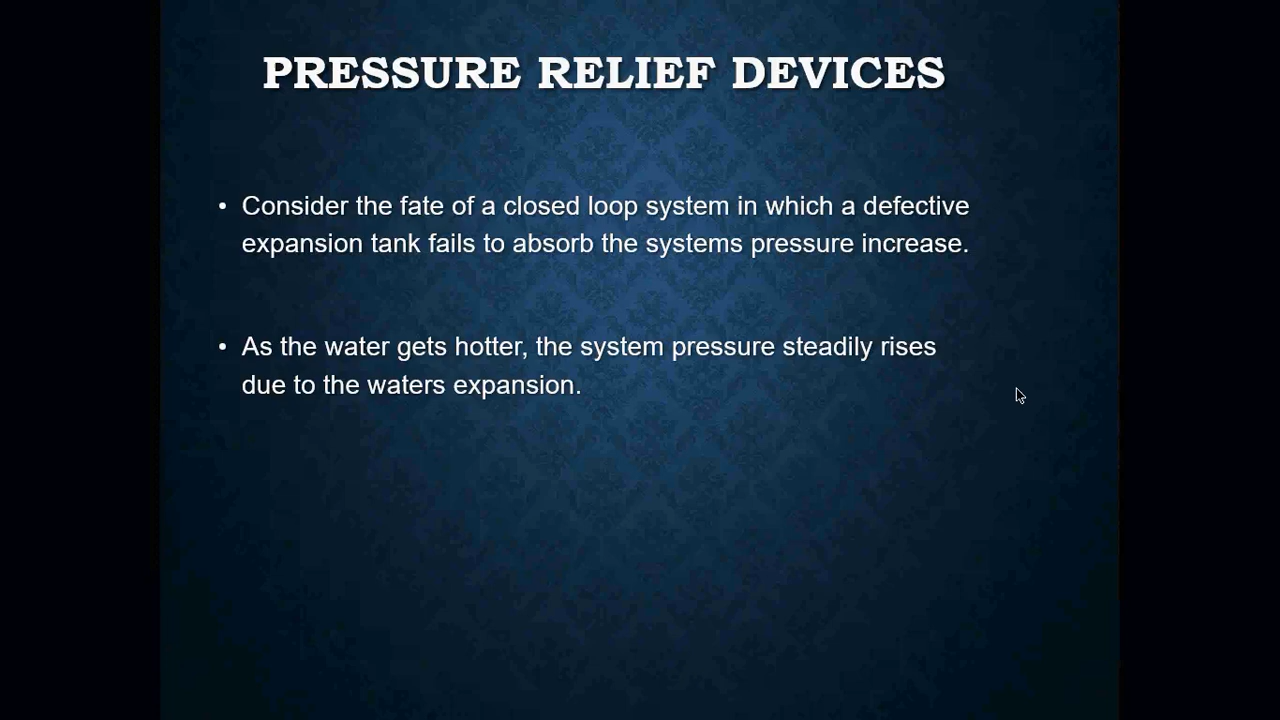 PRESSURE RELIEF DEVICES
• Consider the fate of a closed loop system in which a defective
expansion tank fails to absorb the systems pressure increase.
• As the water gets hotter, the system pressure steadily rises
due to the waters expansion.